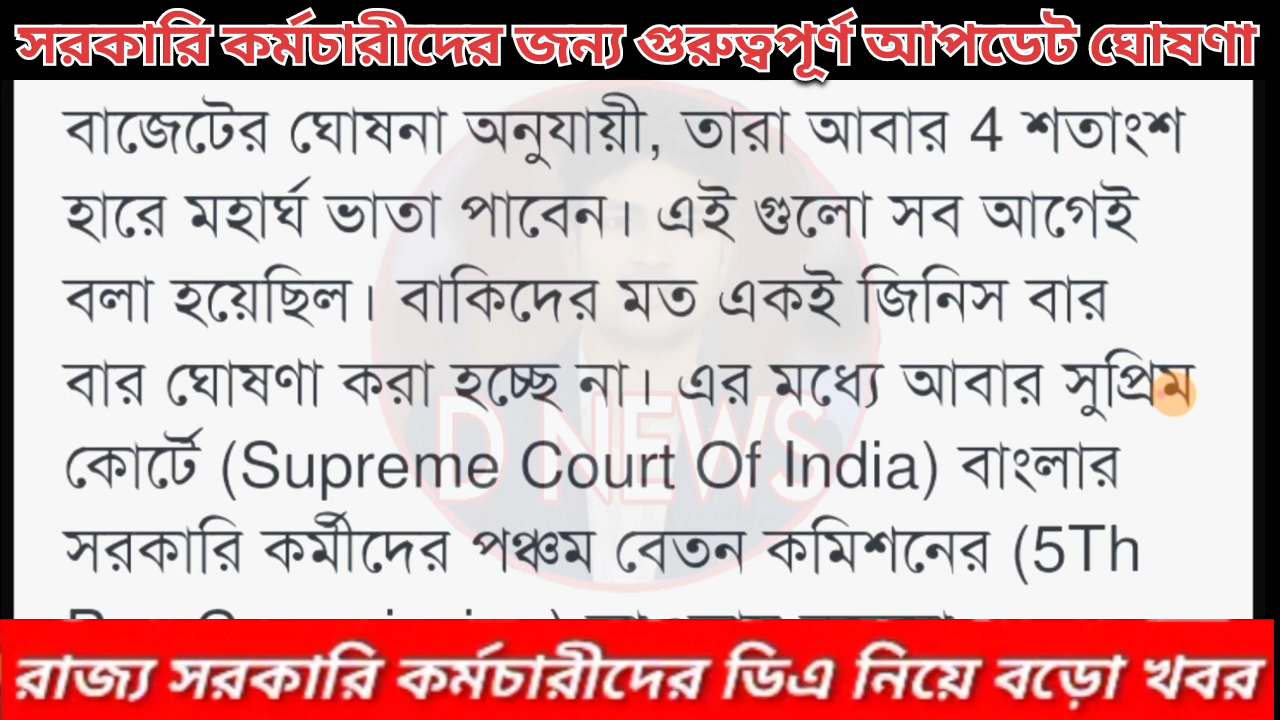 সরকারি কর্মচারীদের জন্য গুরুত্বপূর্ণ আপডেট ঘোষণা
বাজেটের ঘোষনা অনুযায়ী, তারা আবার 4 শতাংশ
হারে মহার্ঘ ভাতা পাবেন। এই গুলো সব আগেই
বলা হয়েছিল। বাকিদের মত একই জিনিস বার
বার ঘোষণা করা হচ্ছে না। এর মধ্যে আবার সুপ্রিম
কোর্টে (Supreme Court Of India) বাংলার
D NEWS
সরকারি কর্মীদের পঞ্চম বেতন কমিশনের (5Th
রাজ্য সরকারি কর্মচারীদের ডিএ নিয়ে বড়ো খবর